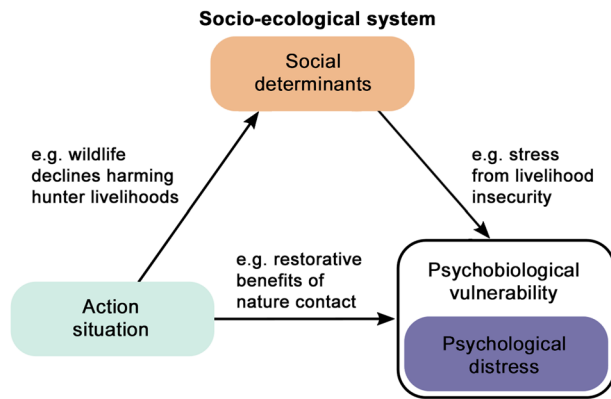 Socio-ecological system
Social
determinants
e.g. wildlife
declines harming
hunter livelihoods
e.g. stress
from livelihood
insecurity
e.g. restorative
benefits of
nature contact
Action
situation
Psychobiological
vulnerability
Psychological
distress